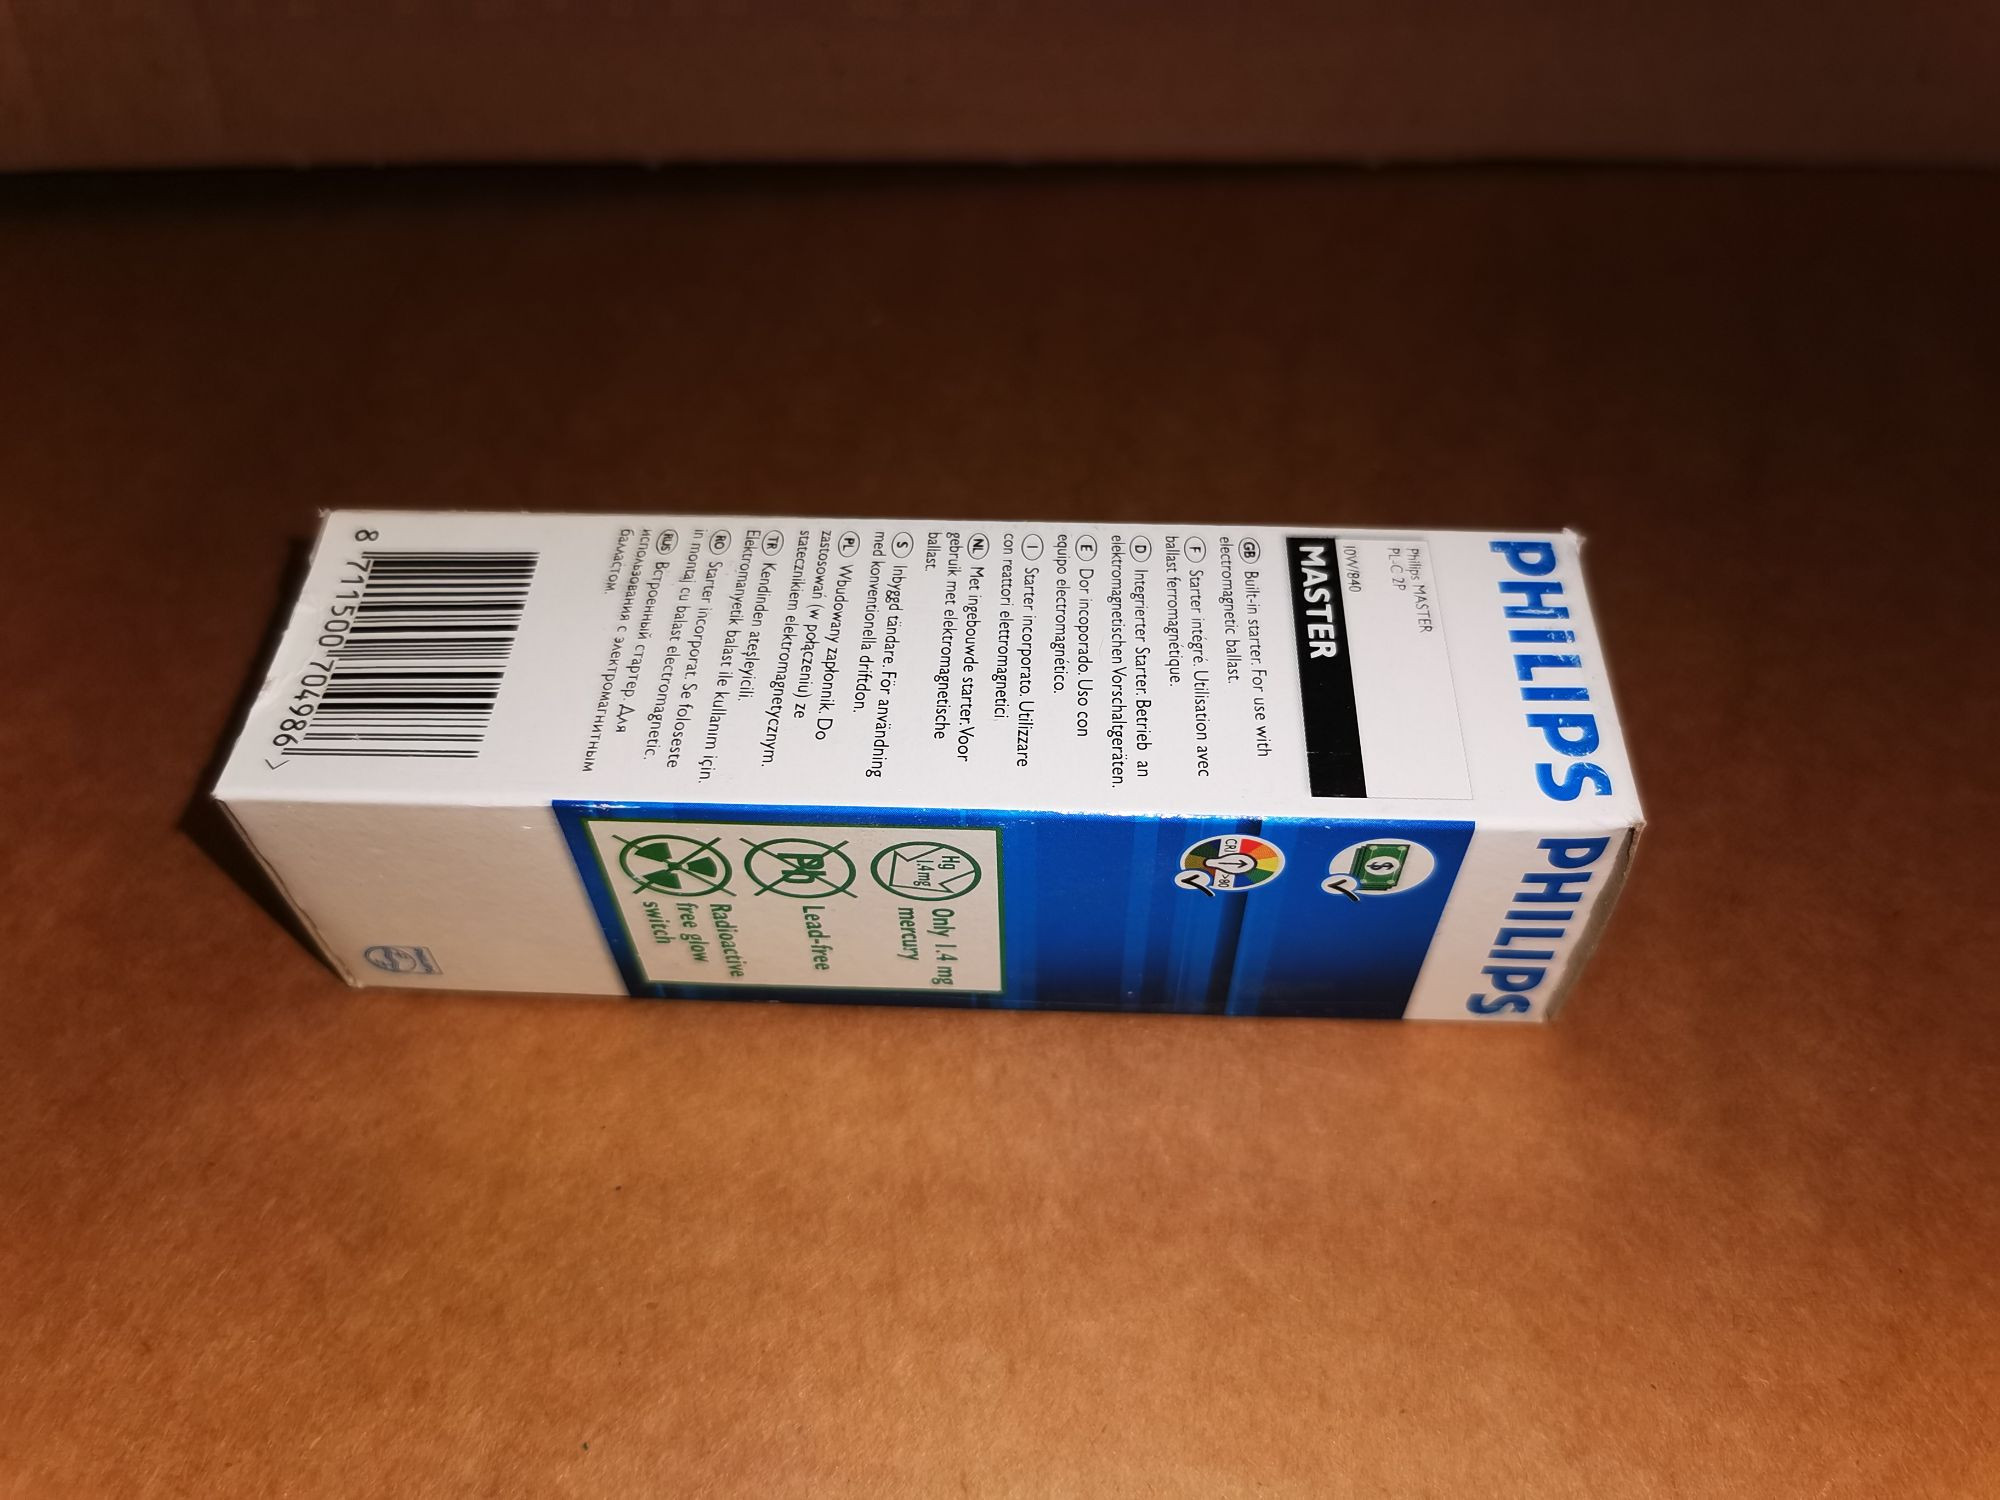 PHILIPS
Philips MASTER
PL-C 2P
10W/840
MASTER
GB Built-in starter. For use with
electromagnetic ballast.
F Starter intégré. Utilisation avec
ballast ferromagnétique.
D Integrierter Starter. Betrieb an
elektromagnetischen Vorschaltgeräten.
E Dor incoporado. Uso con
equipo electromagnético.
I Starter incorporato. Utilizzare
con reattori elettromagnetici.
NL Met ingebouwde starter. Voor
gebruik met elektromagnetische
ballast.
S Inbyggd tändare. För användning
med konventionella driftdon.
PL Wbudowany zapłonnik. Do
zastosowań (w połączeniu) ze
statecznikiem elektromagnetycznym.
TR Kendinden ateşleyicili.
Elektromanyetik balast ile kullanım için.
RO Starter incorporat. Se foloseste
in montaj cu balast electromagnetic.
RUS Встроенный стартер. Для
использования с электромагнитным
балластом.
8 711500 704986 >
PHILIPS
$
CRI >80
Hg
1.4 mg
Only 1.4 mg
mercury
Pb
Lead-free
Radioactive
free glow
switch
PHILIPS